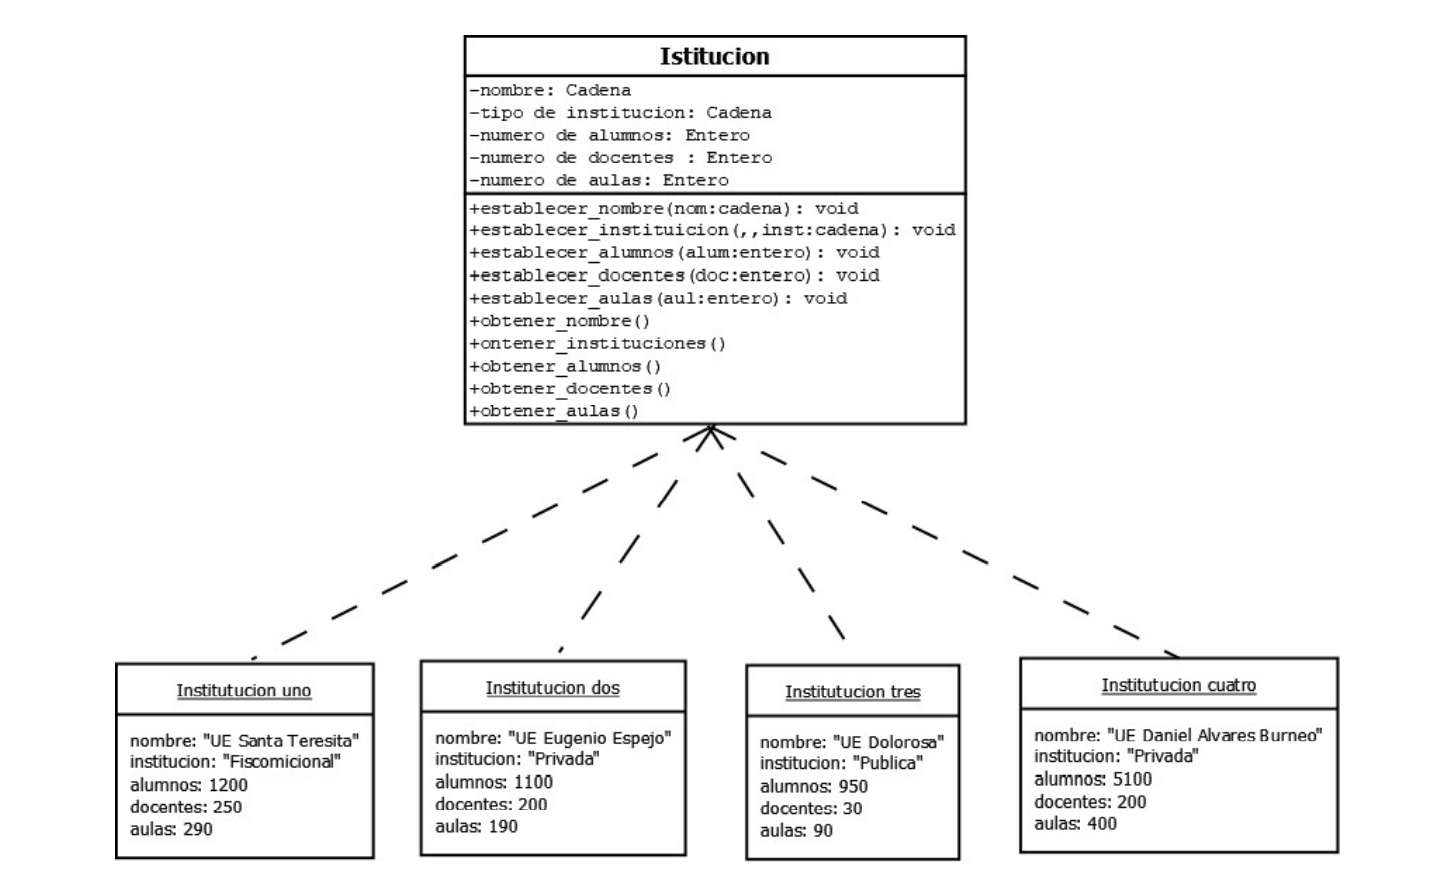 Istitucion
-nombre: Cadena
-tipo de institucion: Cadena
-numero de alumnos: Entero
-numero de docentes : Entero
-numero de aulas: Entero
+establecer_nombre(nom:cadena): void
+establecer_instituicion(,,inst:cadena): void
+establecer_alumnos(alum:entero): void
+establecer_docentes(doc:entero): void
+establecer_aulas(aul:entero): void
+obtener_nombre()
+ontener_instituciones()
+obtener_alumnos()
+obtener_docentes()
+obtener_aulas()
Institutucion uno
nombre: "UE Santa Teresita"
institucion: "Fiscomicional"
alumnos: 1200
docentes: 250
aulas: 290
Institutucion dos
nombre: "UE Eugenio Espejo"
institucion: "Privada"
alumnos: 1100
docentes: 200
aulas: 190
Institutucion tres
nombre: "UE Dolorosa"
institucion: "Publica"
alumnos: 950
docentes: 30
aulas: 90
Institutucion cuatro
nombre: "UE Daniel Alvares Burneo"
institucion: "Privada"
alumnos: 5100
docentes: 200
aulas: 400